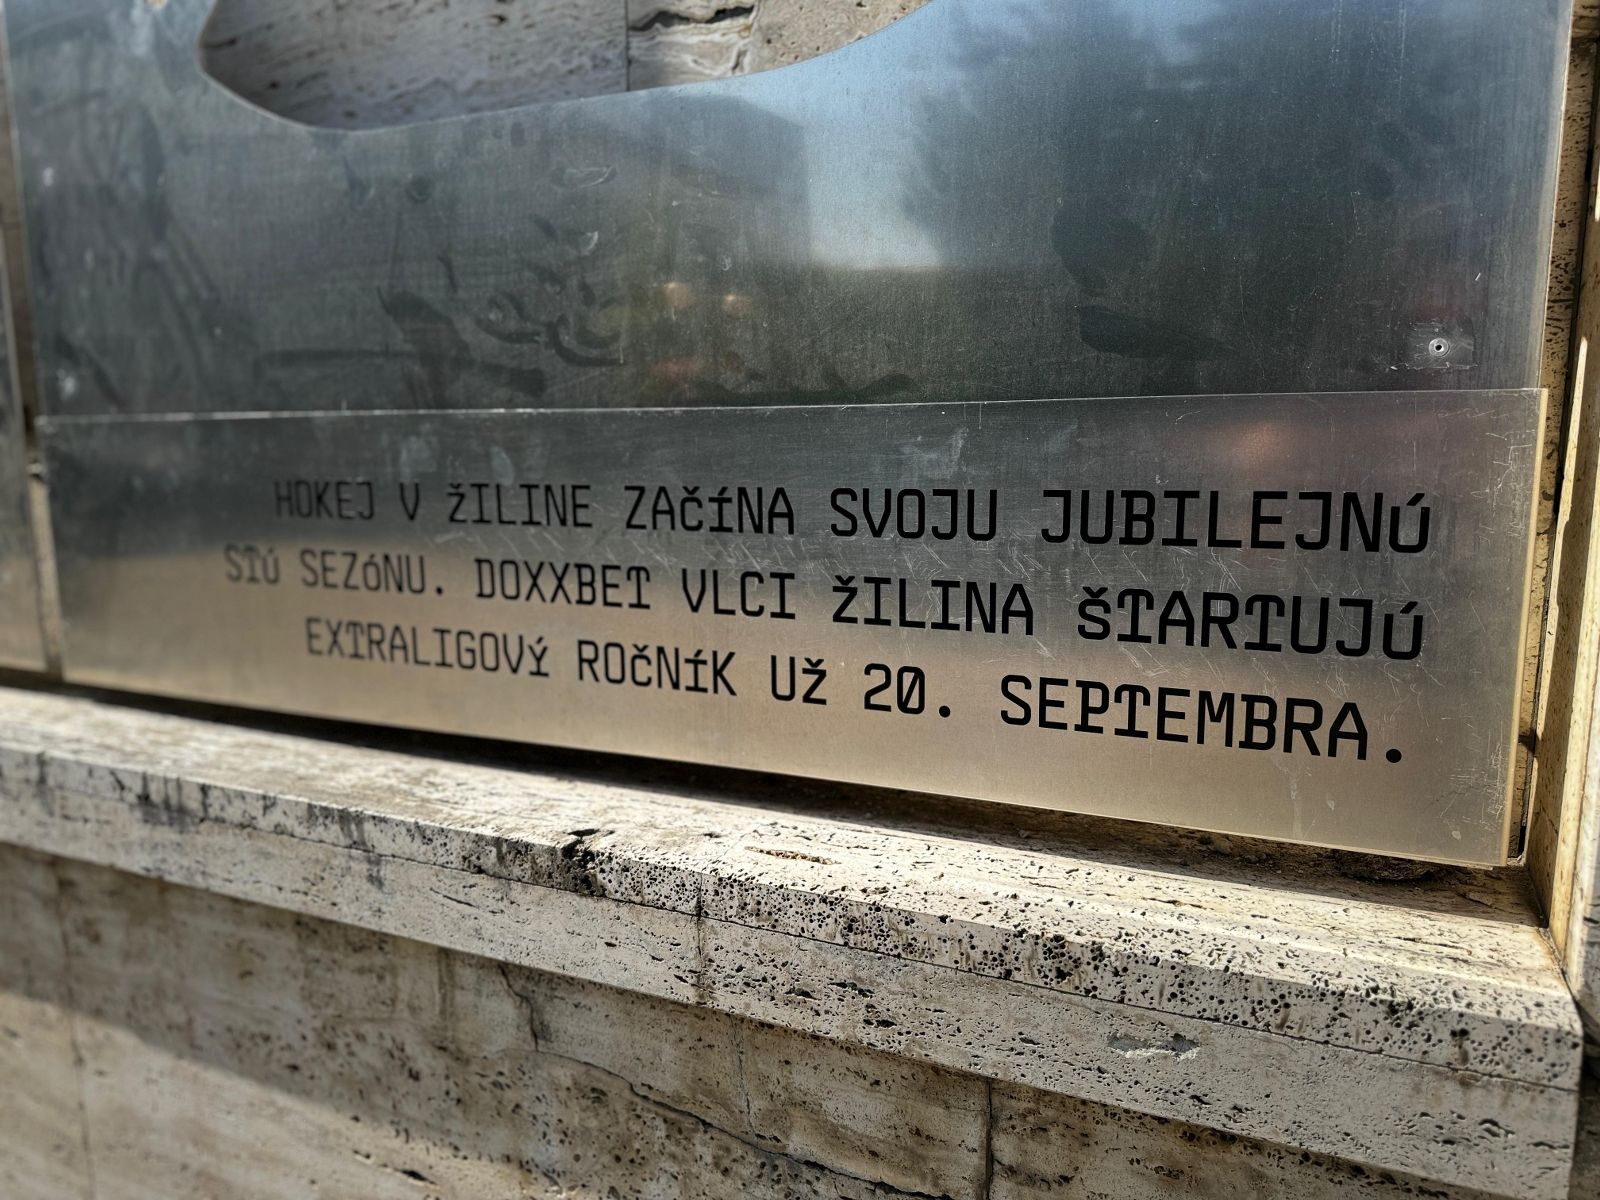 HOKEJ V ŽILINE ZAČÍNA SVOJU JUBILEJNÚ
STÚ SEZÓNU. DOXXBET VLCI ŽILINA ŠTARTUJÚ
EXTRALIGOVÝ ROČNÍK UŽ 20. SEPTEMBRA.